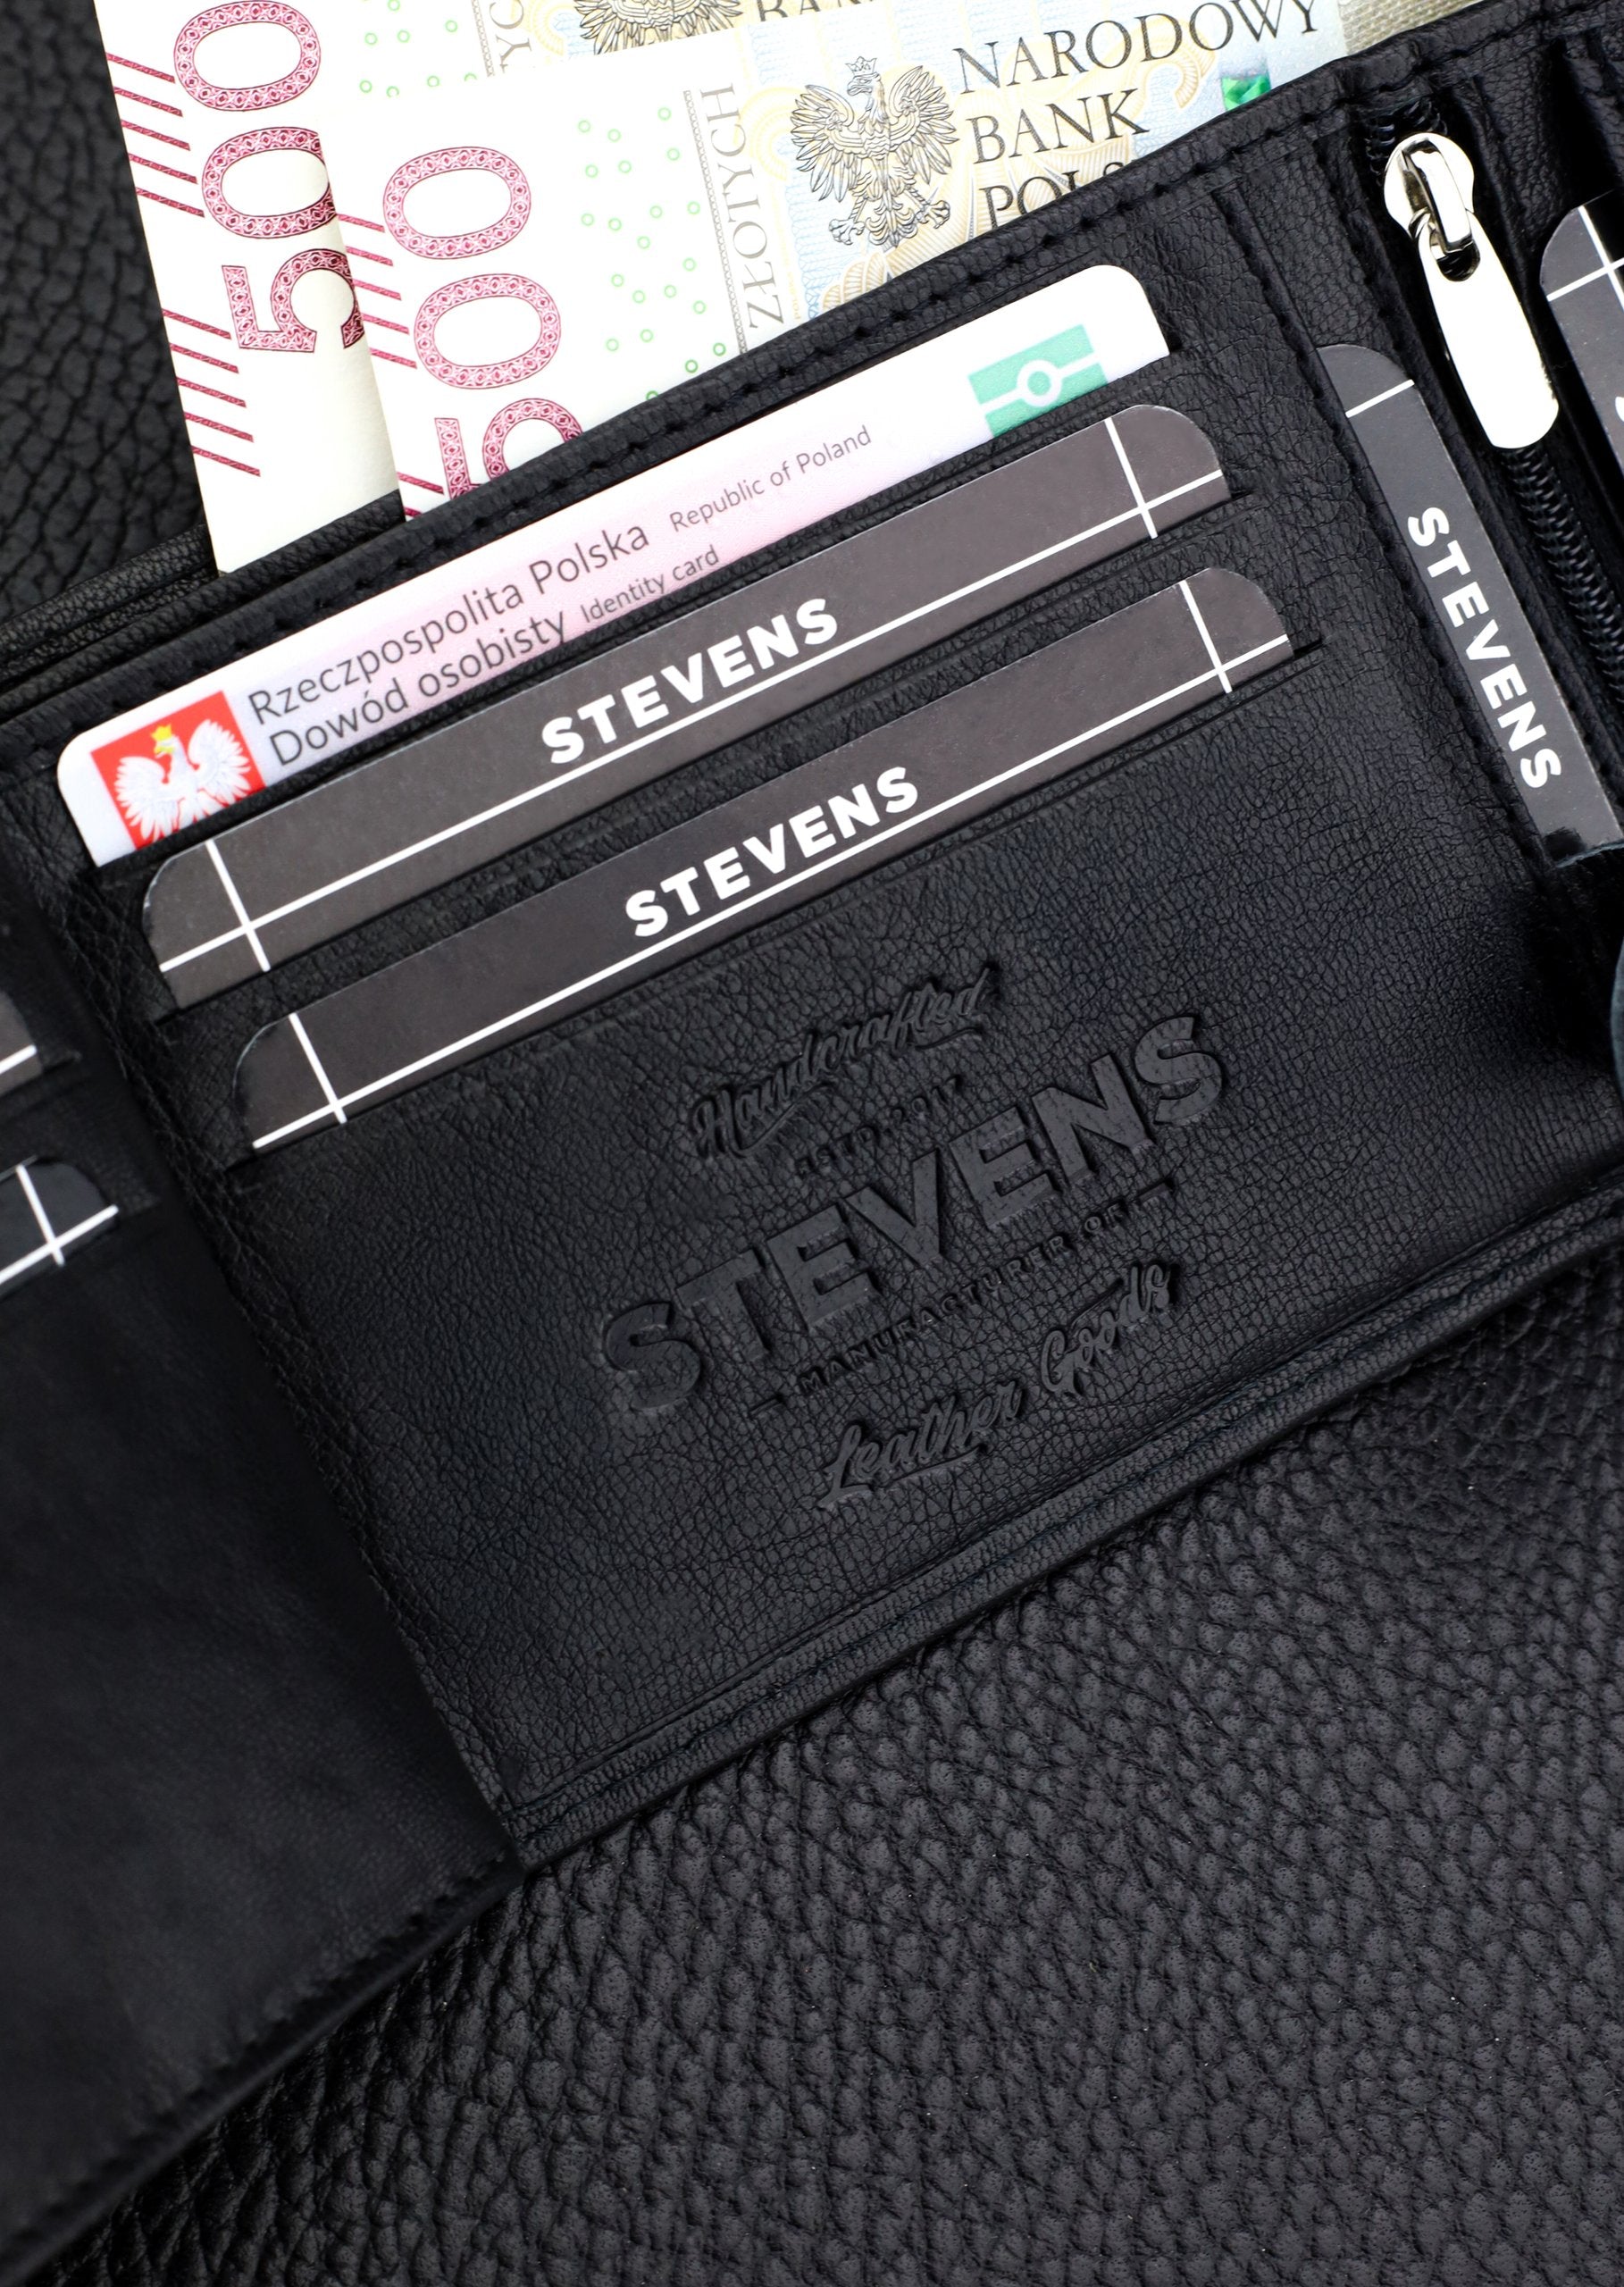 500
500
5
ZŁOTYCH
NARODOWY
BANK
Rzeczpospolita Polska Republic of Poland
Dowód osobisty Identity card
STEVENS
STEVENS
STEVENS
Handcrafted
STEVENS
MANUFACTURER OF
Leather Goods